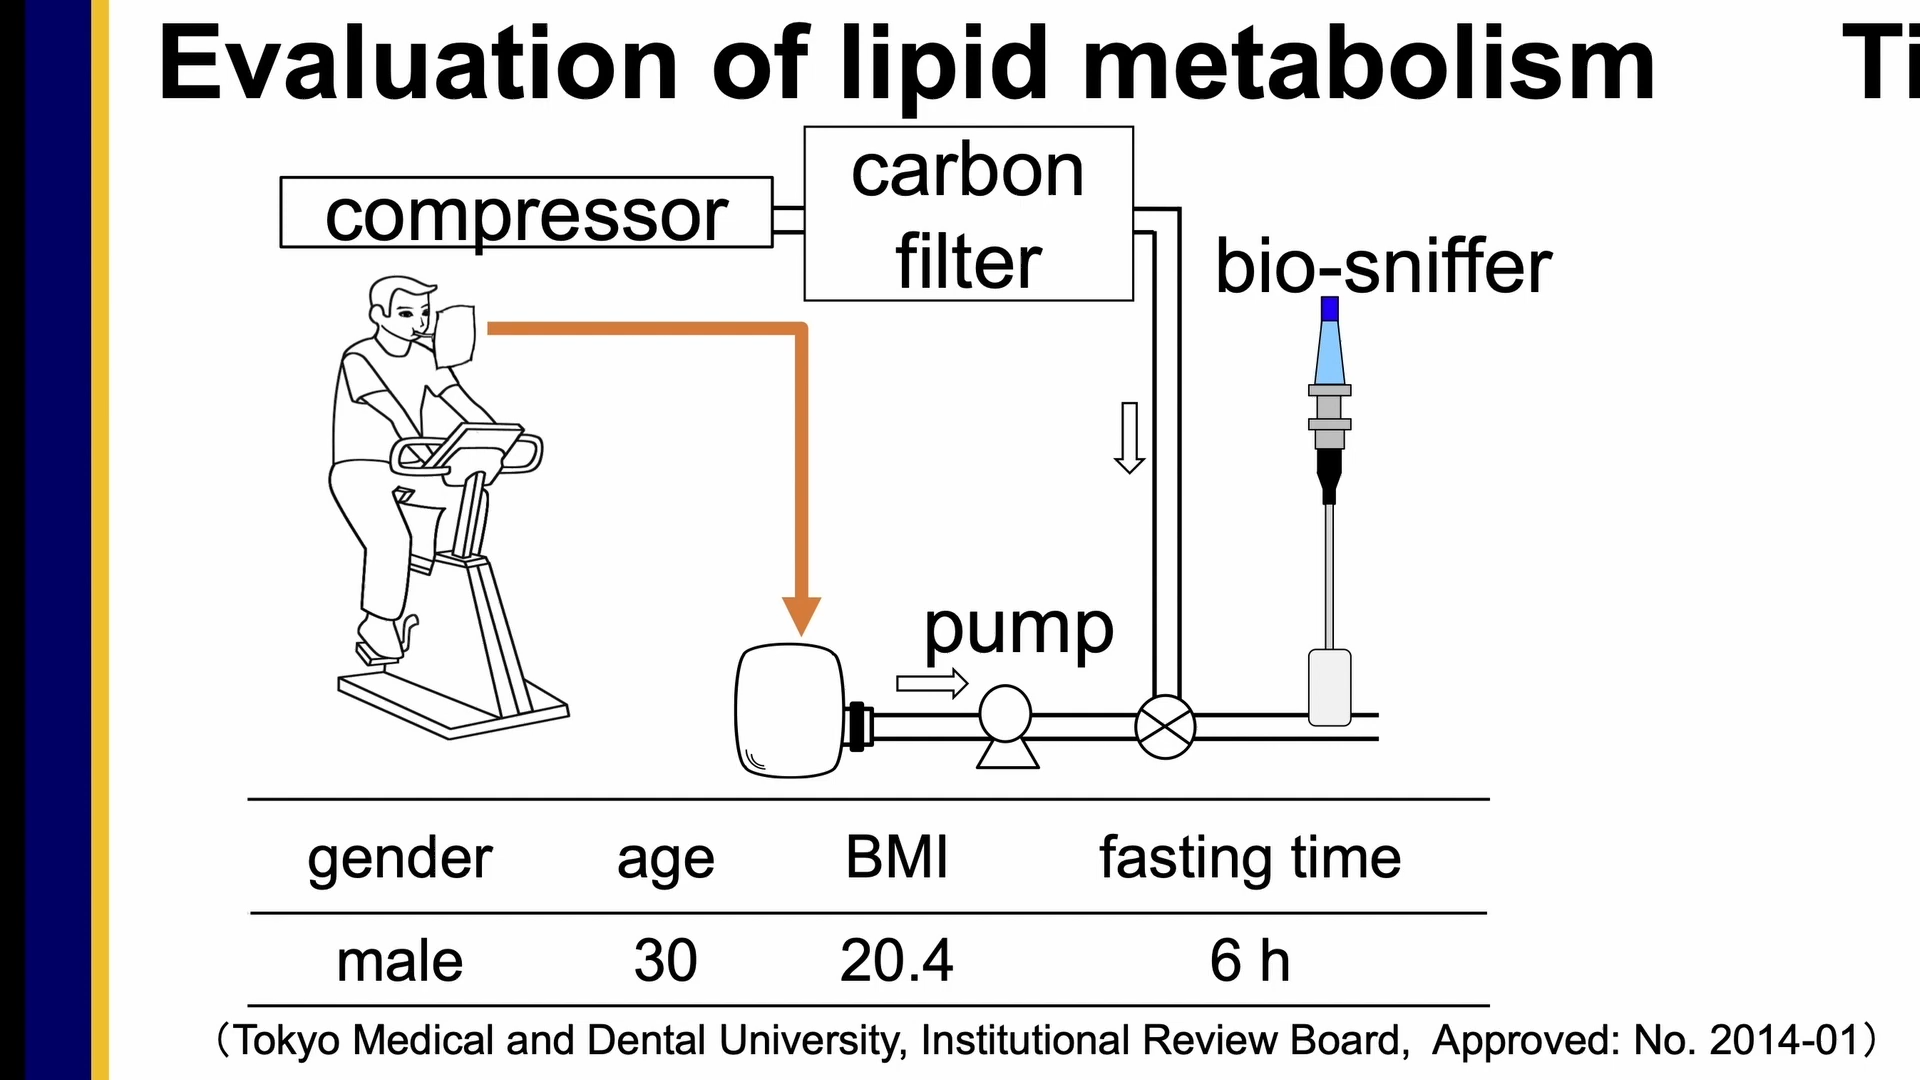 Evaluation of lipid metabolism
Ti
compressor
carbon
filter
bio-sniffer
pump
gender age BMI fasting time
male 30 20.4 6 h
（Tokyo Medical and Dental University, Institutional Review Board, Approved: No. 2014-01）